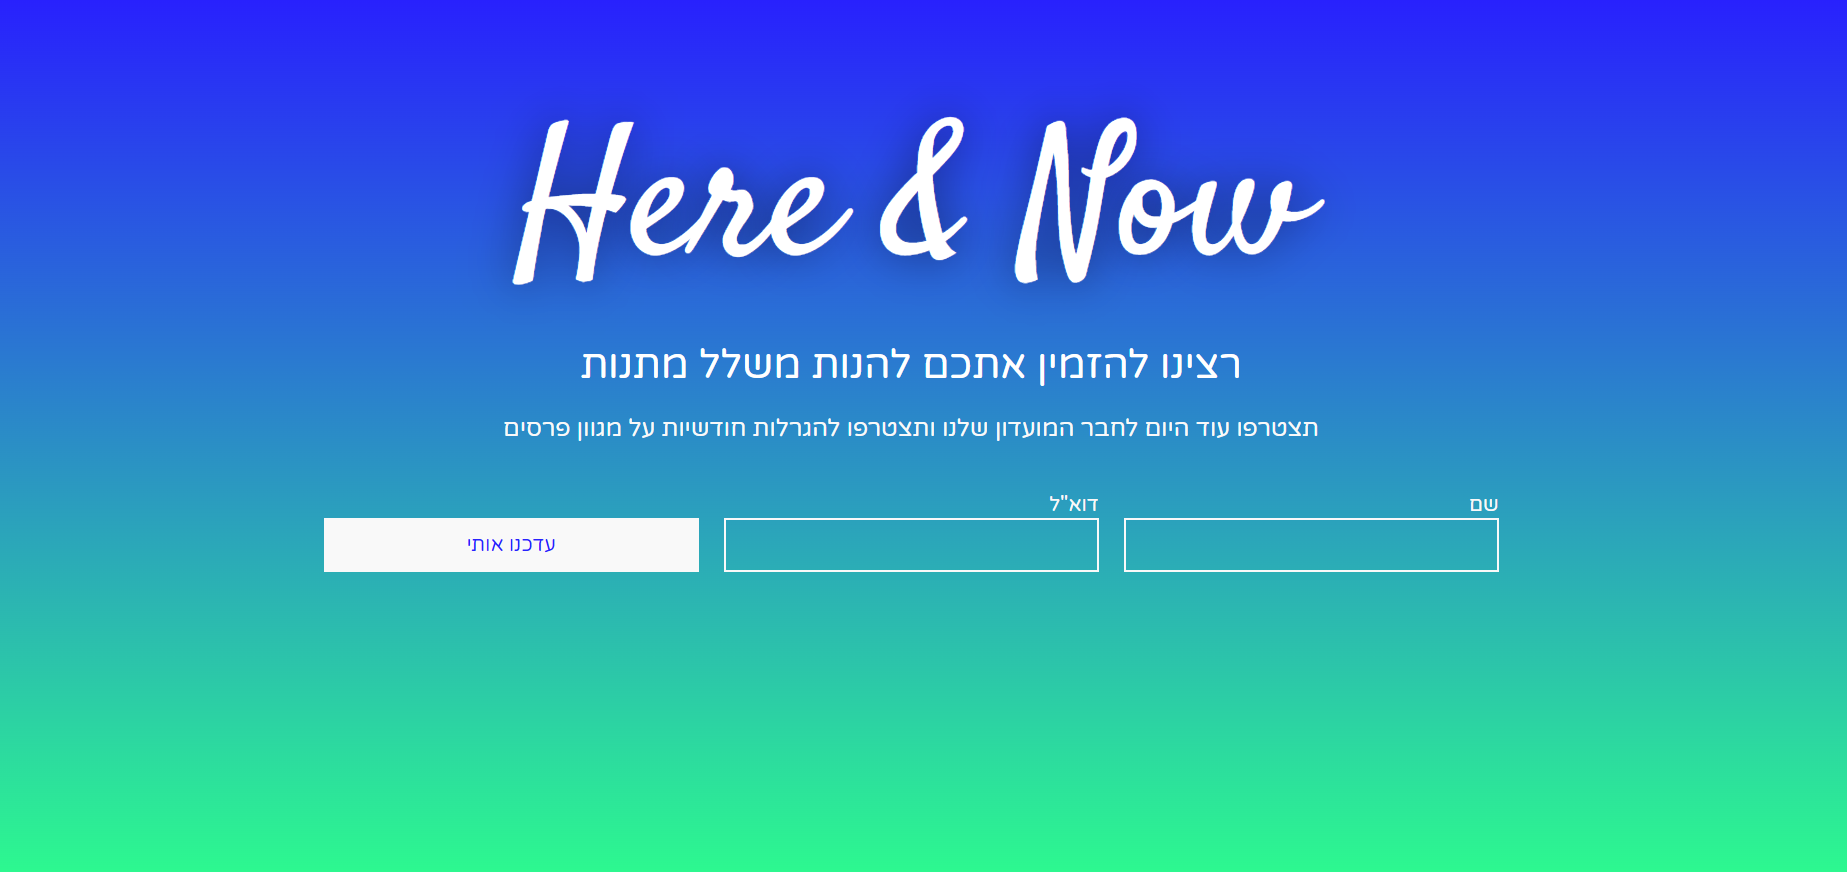 Here & Now
רצינו להזמין אתכם להנות משלל מתנות
תצטרפו עוד היום לחבר המועדון שלנו ותצטרפו להגרלות חודשיות על מגוון פרסים
שם
דוא"ל
עדכנו אותי